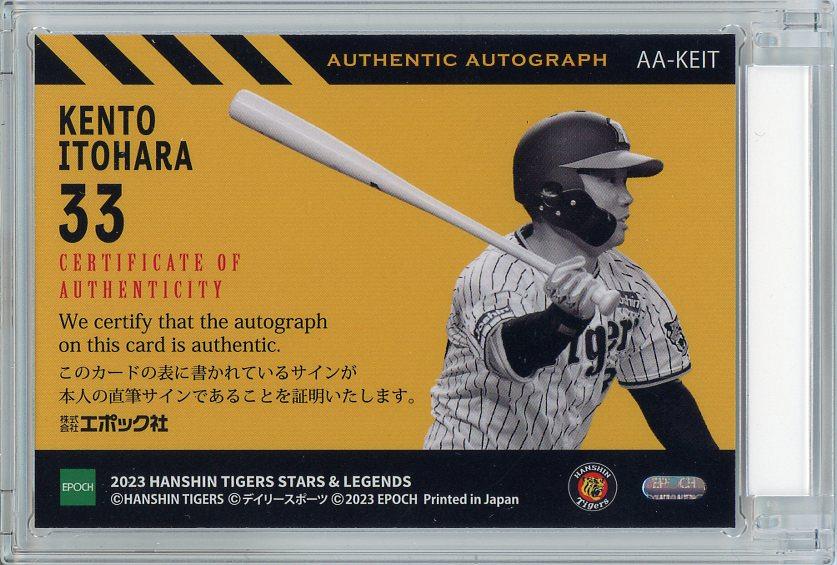 AUTHENTIC AUTOGRAPH AA-KEIT
KENTO
ITOHARA
33
CERTIFICATE OF
AUTHENTICITY
We certify that the autograph
on this card is authentic.
このカードの表に書かれているサインが
本人の直筆サインであることを証明いたします。
株式会社エポック社
Tigers
EPOCH
2023 HANSHIN TIGERS STARS & LEGENDS
©HANSHIN TIGERS ©デイリースポーツ ©2023 EPOCH Printed in Japan
HANSHIN
Tigers